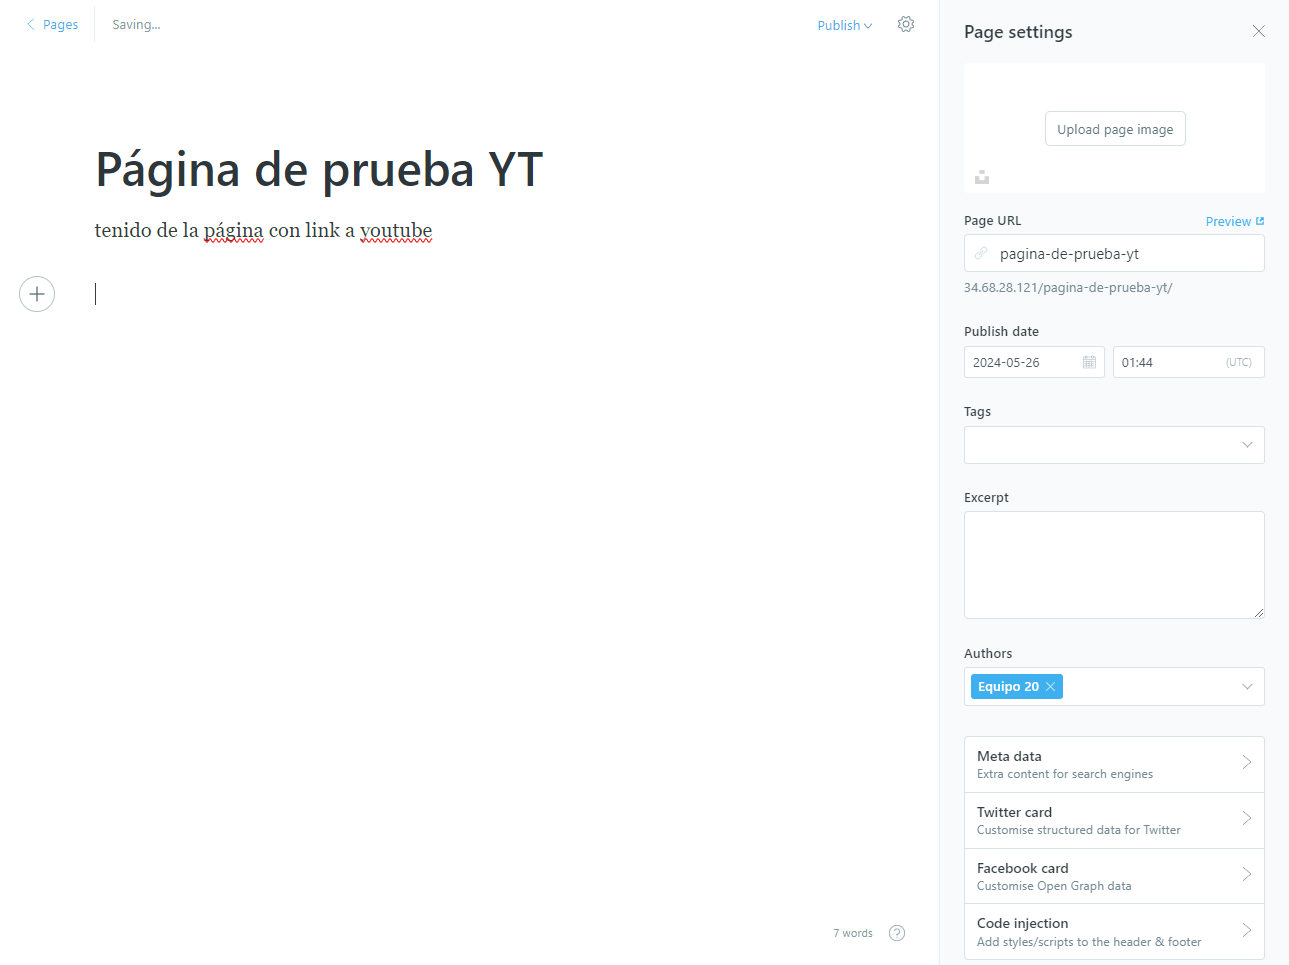 Pages
Saving...
Publish
Página de prueba YT
tenido de la página con link a youtube
7 words
?
Page settings
Upload page image
Page URL
Preview
pagina-de-prueba-yt
34.68.28.121/pagina-de-prueba-yt/
Publish date
2024-05-26
01:44
(UTC)
Tags
Excerpt
Authors
Equipo 20
Meta data
Extra content for search engines
Twitter card
Customise structured data for Twitter
Facebook card
Customise Open Graph data
Code injection
Add styles/scripts to the header & footer